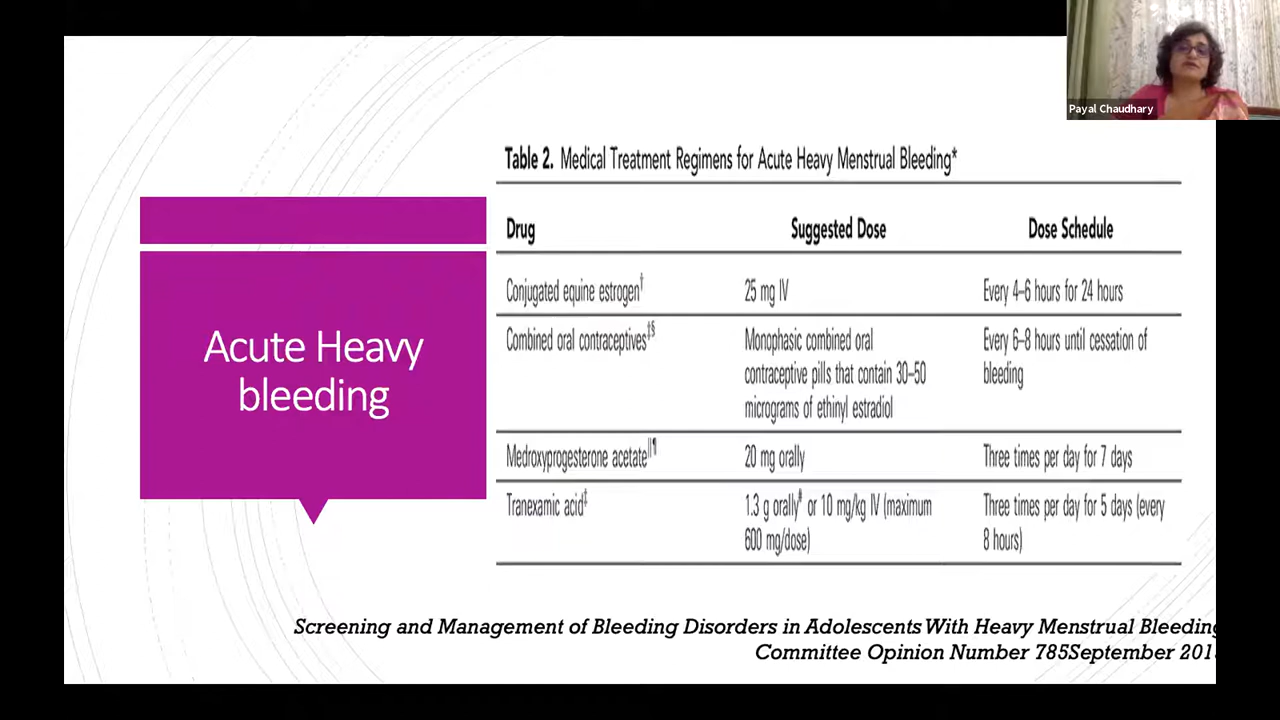 Payal Chaudhary
Table 2. Medical Treatment Regimens for Acute Heavy Menstrual Bleeding*
Drug Suggested Dose Dose Schedule
Conjugated equine estrogen† 25 mg IV Every 4–6 hours for 24 hours
Combined oral contraceptives‡§ Monophasic combined oral Every 6–8 hours until cessation of
contraceptive pills that contain 30–50 bleeding
micrograms of ethinyl estradiol
Medroxyprogesterone acetate||¶ 20 mg orally Three times per day for 7 days
Tranexamic acid‡ 1.3 g orally# or 10 mg/kg IV (maximum Three times per day for 5 days (every
600 mg/dose) 8 hours)
Acute Heavy
bleeding
Screening and Management of Bleeding Disorders in Adolescents With Heavy Menstrual Bleeding
Committee Opinion Number 785September 201